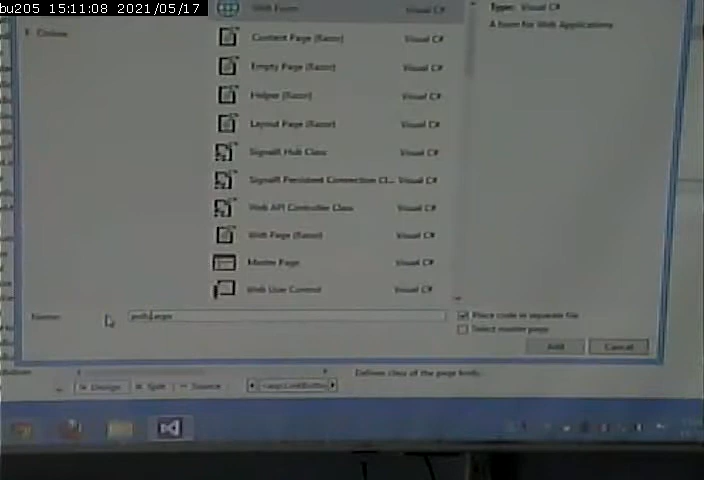 bu205 15:11:08 2021/05/17
Web Form Visual C#
Type: Visual C#
A form for Web Applications
Online
Content Page (Razor) Visual C#
Empty Page (Razor) Visual C#
Helper (Razor) Visual C#
Layout Page (Razor) Visual C#
SignalR Hub Class Visual C#
SignalR Persistent Connection Cl... Visual C#
Web API Controller Class Visual C#
Web Page (Razor) Visual C#
Master Page Visual C#
Web User Control Visual C#
Name:
Place code in separate file
Select master page
Add Cancel
Design Split Source <asp:LinkButto